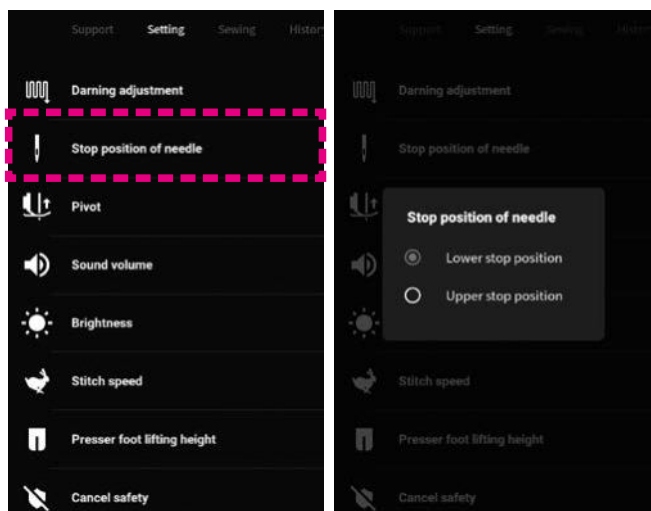 Support Setting Sewing Histor
Darning adjustment
Stop position of needle
Pivot
Sound volume
Brightness
Stitch speed
Presser foot lifting height
Cancel safety
Support Setting Sewing Histor
Darning adjustment
Stop position of needle
Stop position of needle
Lower stop position
Upper stop position
Stitch speed
Presser foot lifting height
Cancel safety